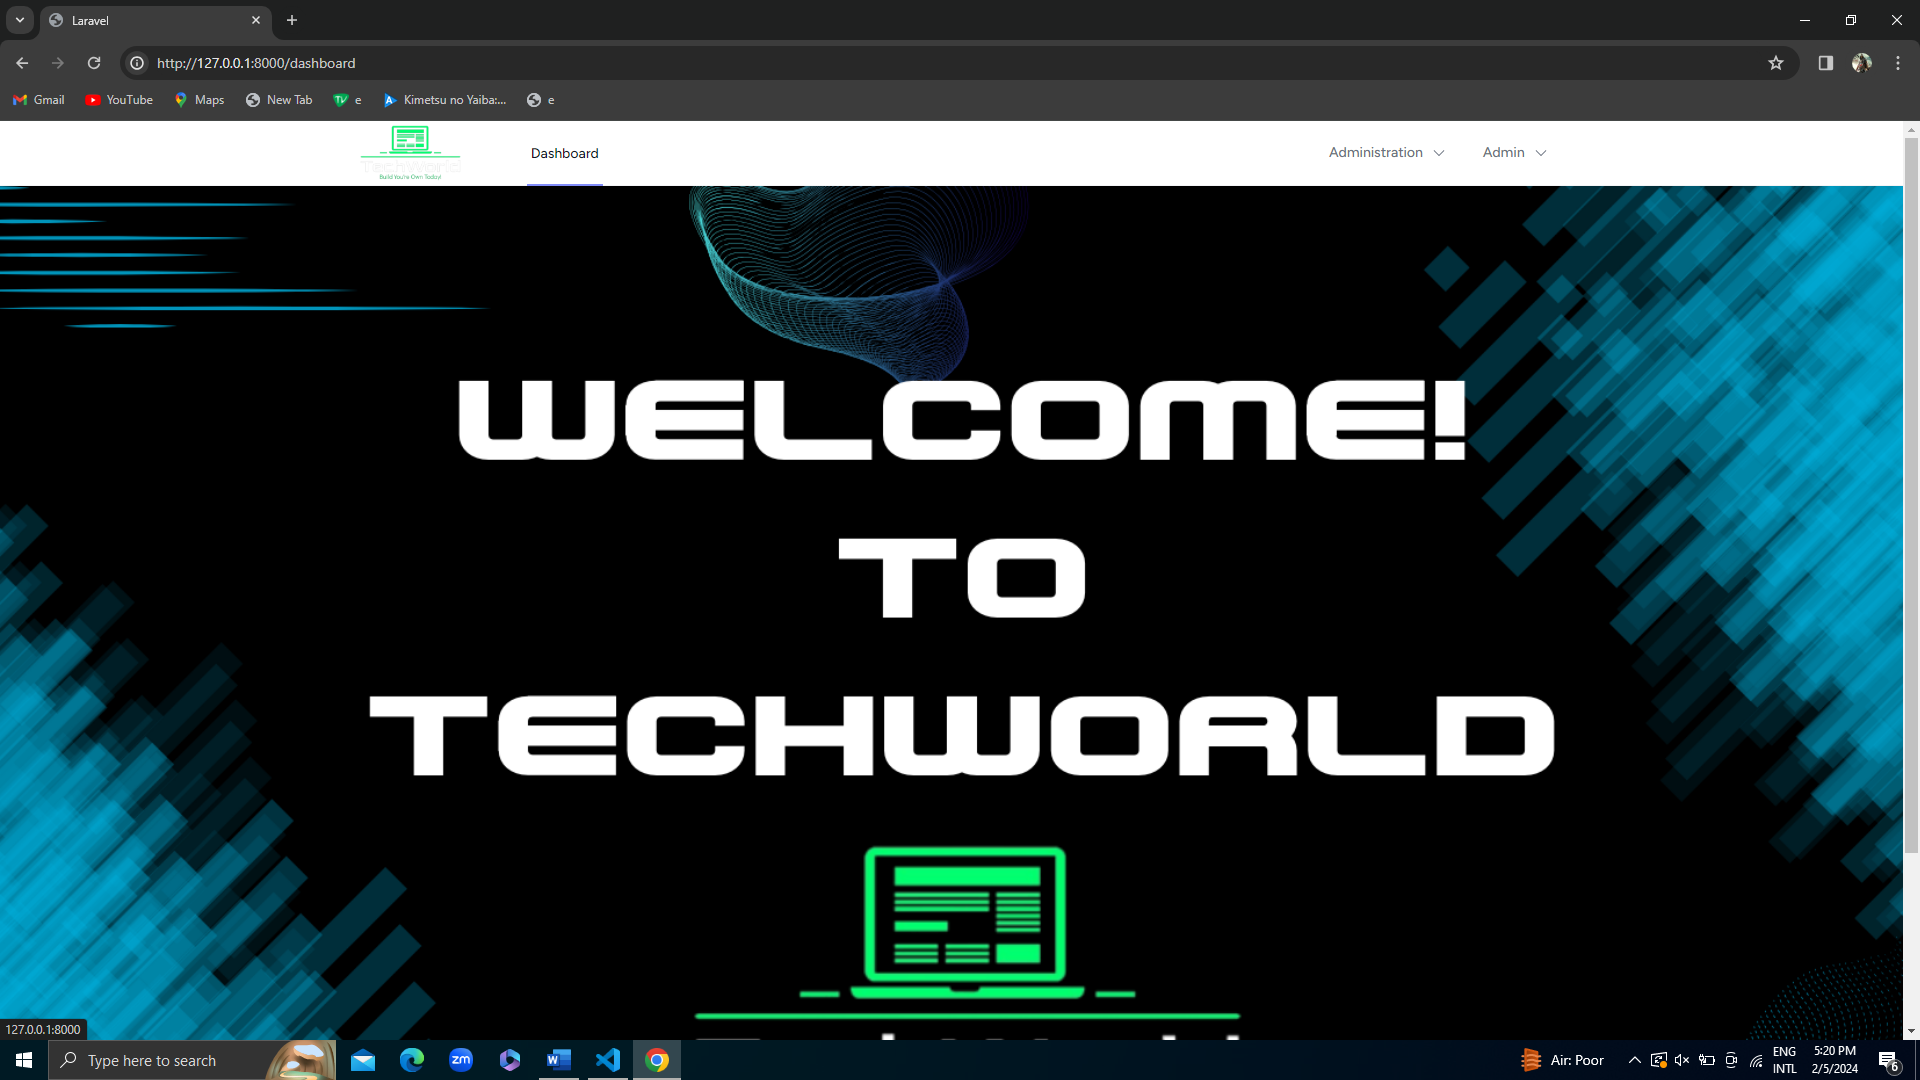 Laravel
http://127.0.0.1:8000/dashboard
Gmail
YouTube
Maps
New Tab
e
Kimetsu no Yaiba:...
e
TechWorld
Build You're Own Today!
Dashboard
Administration
Admin
WELCOME!
TO
TECHWORLD
127.0.0.1:8000
Type here to search
zm
Air: Poor
ENG
INTL
5:20 PM
2/5/2024
6